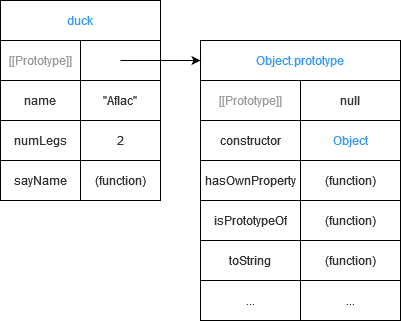 duck
[[Prototype]]
name "Aflac"
numLegs 2
sayName (function)
Object.prototype
[[Prototype]] null
constructor Object
hasOwnProperty (function)
isPrototypeOf (function)
toString (function)
... ...